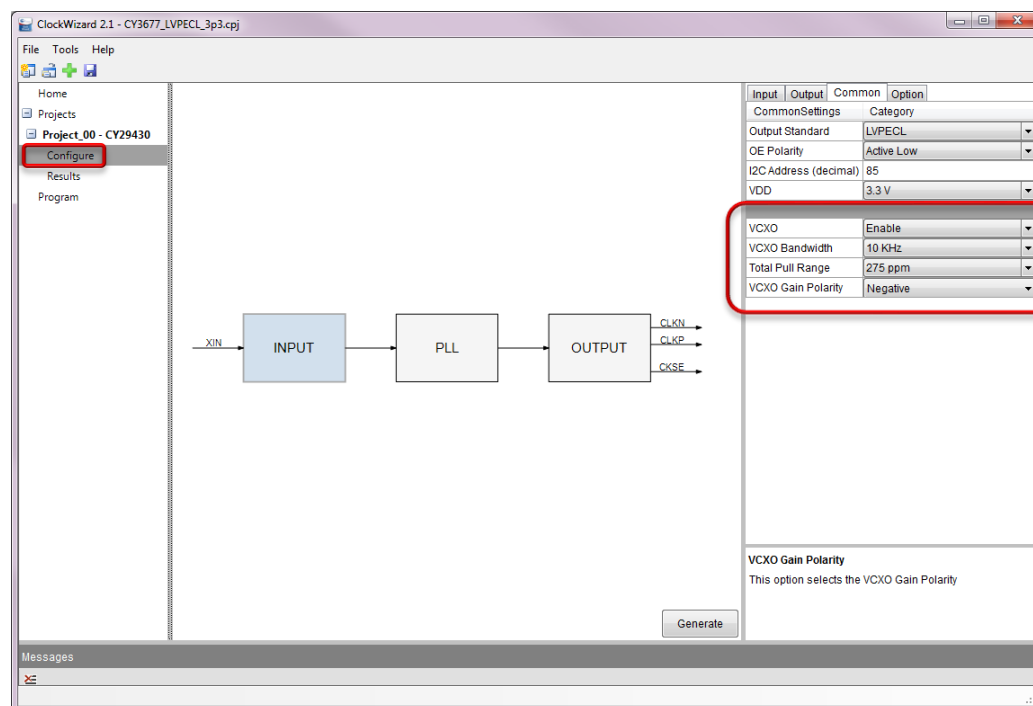 ClockWizard 2.1 - CY3677_LVPECL_3p3.cpj
File Tools Help
Home
Projects
Project_00 - CY29430
Configure
Results
Program
XIN
INPUT
PLL
OUTPUT
CLKN
CLKP
CKSE
Generate
Input Output Common Option
CommonSettings Category
Output Standard LVPECL
OE Polarity Active Low
I2C Address (decimal) 85
VDD 3.3 V
VCXO Enable
VCXO Bandwidth 10 KHz
Total Pull Range 275 ppm
VCXO Gain Polarity Negative
VCXO Gain Polarity
This option selects the VCXO Gain Polarity
Messages